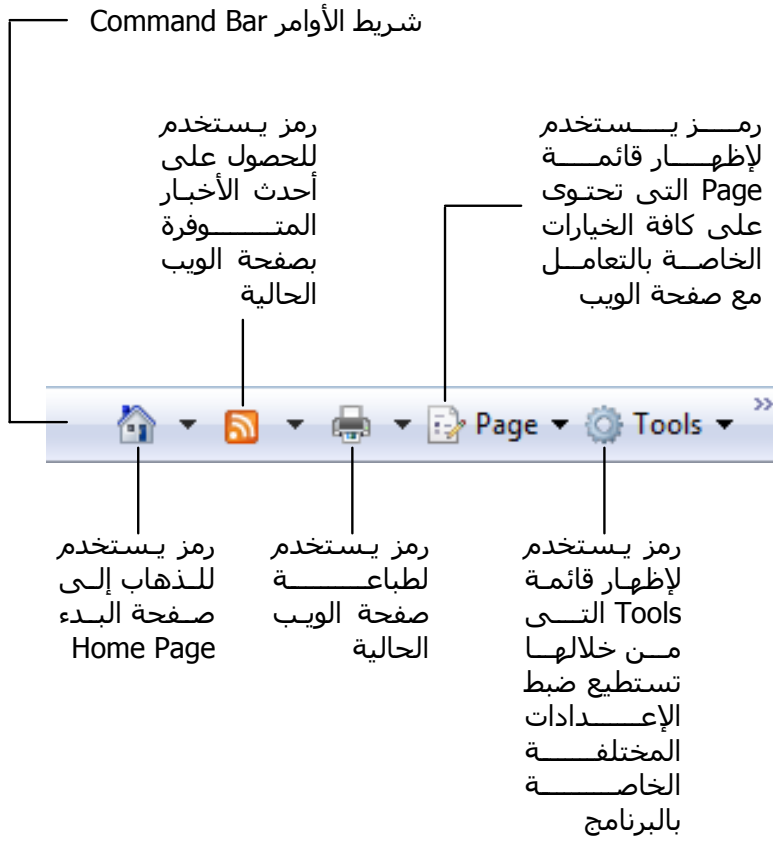 شريط الأوامر Command Bar
رمز يستخدم
لإظهار قائمة
Page التى تحتوى
على كافة الخيارات
الخاصة بالتعامل
مع صفحة الويب
رمز يستخدم
للحصول على
أحدث الأخبار
المتوفرة
بصفحة الويب
الحالية
Page Tools »
رمز يستخدم
لإظهار قائمة
Tools التى
من خلالها
تستطيع ضبط
الإعدادات
المختلفة
الخاصة
بالبرنامج
رمز يستخدم
لطباعة
صفحة الويب
الحالية
رمز يستخدم
للذهاب إلى
صفحة البدء
Home Page